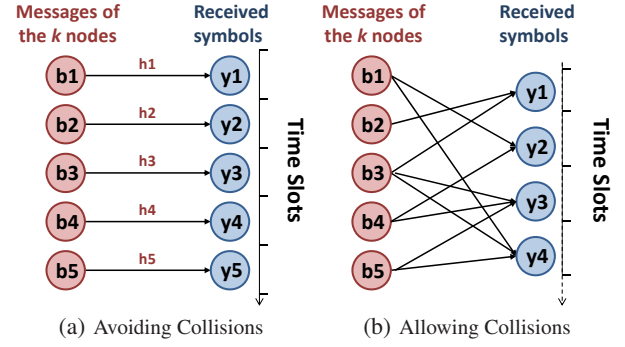 Messages of
the k nodes
Received
symbols
b1
h1
y1
b2
h2
y2
b3
h3
y3
b4
h4
y4
b5
h5
y5
Time Slots
(a) Avoiding Collisions
Messages of
the k nodes
Received
symbols
b1
b2
b3
b4
b5
y1
y2
y3
y4
Time Slots
(b) Allowing Collisions